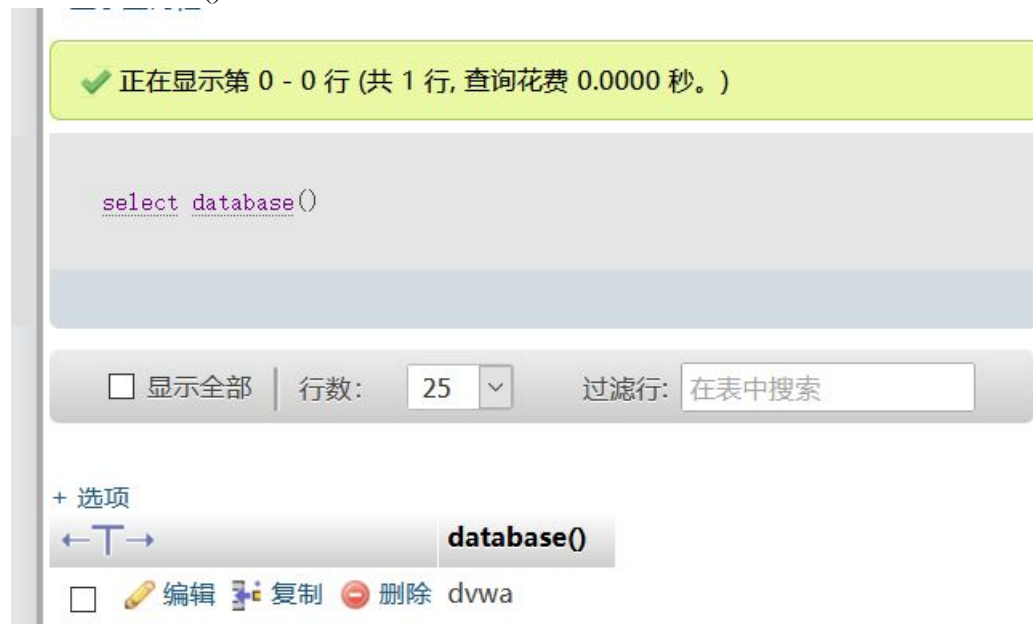 ()
正在显示第 0 - 0 行 (共 1 行, 查询花费 0.0000 秒。)
select database()
显示全部 行数: 25 过滤行: 在表中搜索
+ 选项
←T→ database()
编辑 复制 删除 dvwa